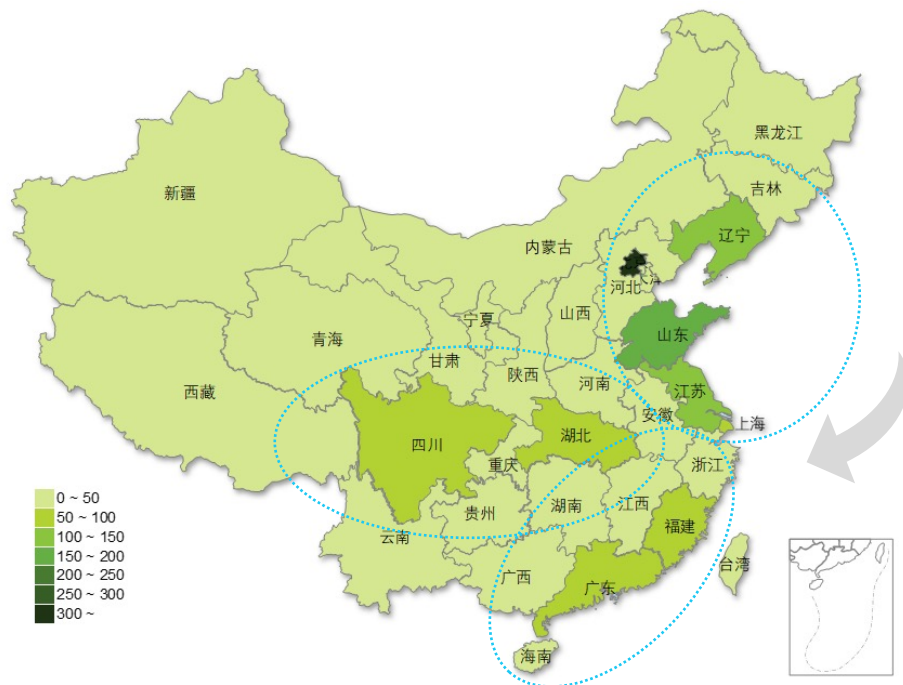 黑龙江
吉林
新疆
辽宁
内蒙古
河北
山西
山东
宁夏
青海
甘肃
陕西
河南
西藏
江苏
安徽
上海
四川
湖北
重庆
浙江
贵州
湖南
江西
云南
福建
广西
广东
台湾
海南
0 ~ 50
50 ~ 100
100 ~ 150
150 ~ 200
200 ~ 250
250 ~ 300
300 ~